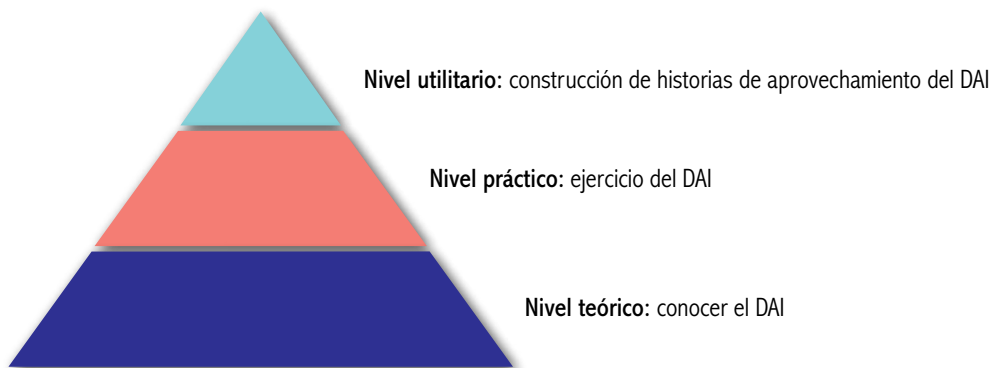 Nivel utilitario: construcción de historias de aprovechamiento del DAI
Nivel práctico: ejercicio del DAI
Nivel teórico: conocer el DAI